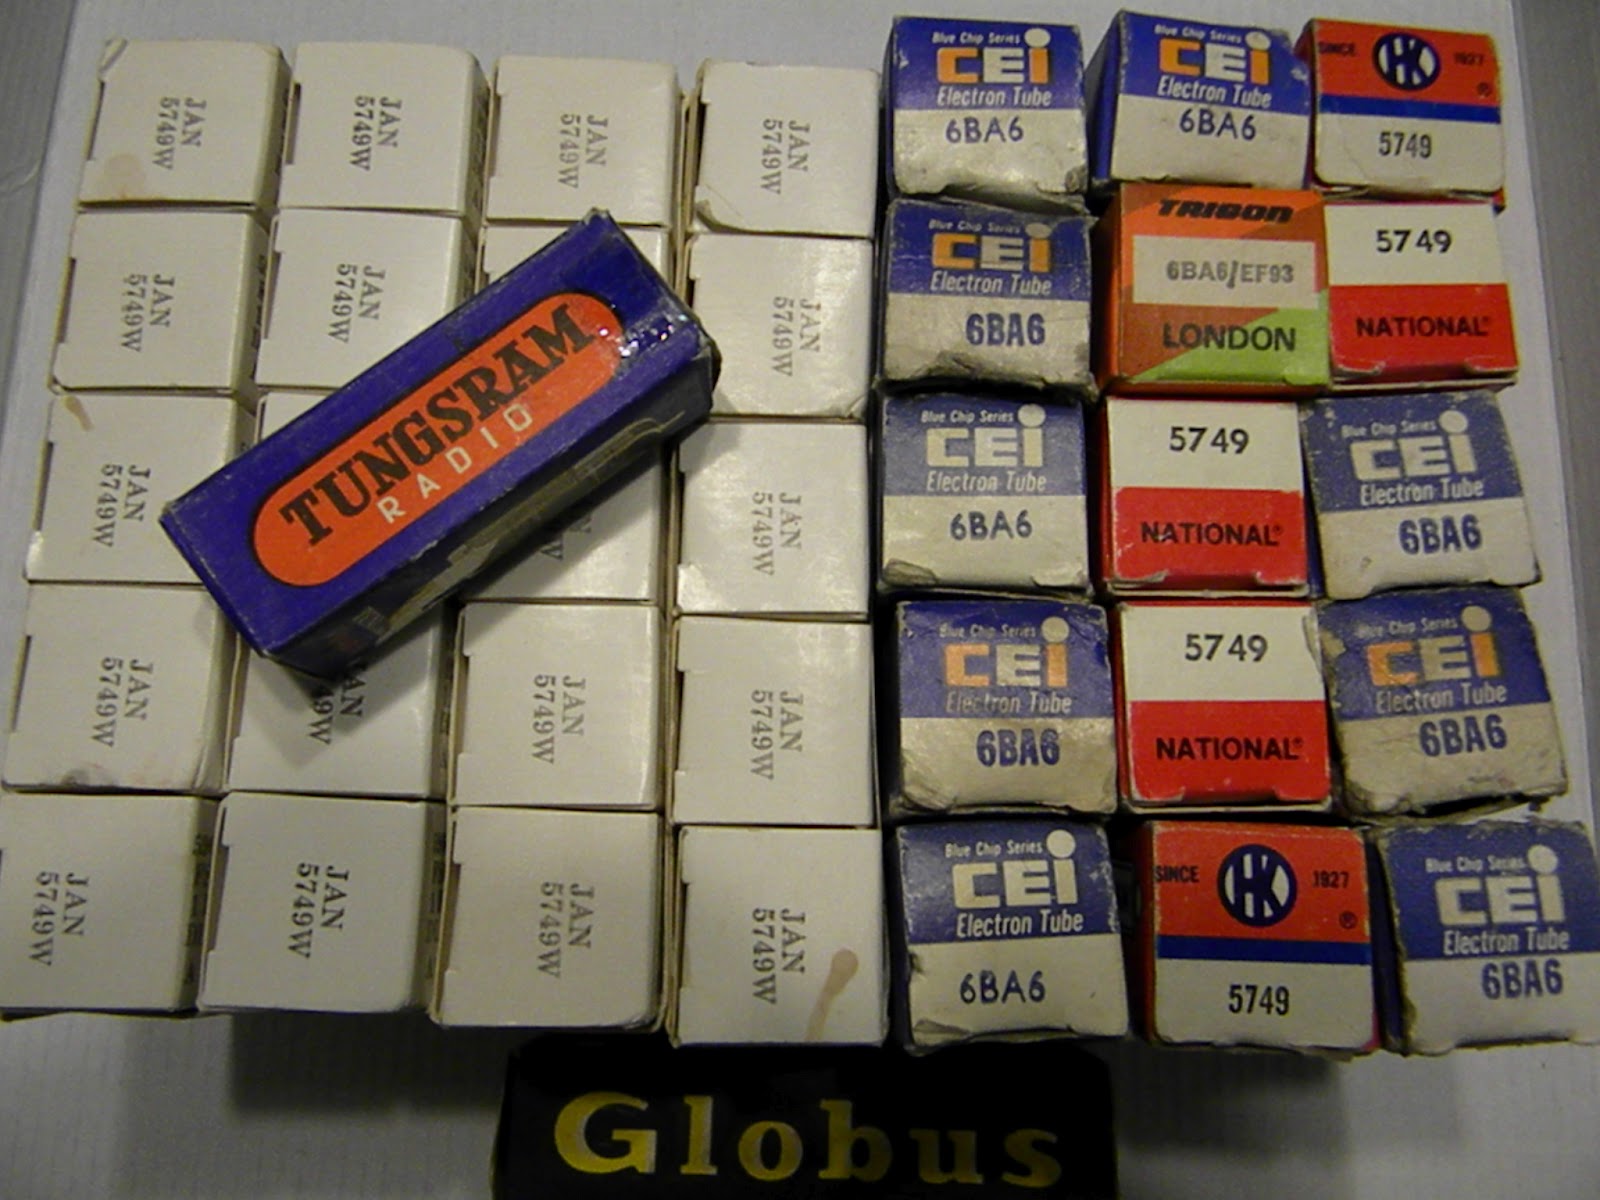 JAN
5749W
JAN
5749W
JAN
5749W
JAN
5749W
Blue Chip Series
CEi
Electron Tube
6BA6
Blue Chip Series
CEi
Electron Tube
6BA6
SINCE HK 1927
®
5749
JAN
5749W
JAN
5749W
JAN
5749W
Blue Chip Series
CEi
Electron Tube
6BA6
TRIGON
6BA6/EF93
LONDON
5749
NATIONAL®
TUNGSRAM
RADIO
JAN
5749W
JAN
5749W
Blue Chip Series
CEi
Electron Tube
6BA6
5749
NATIONAL®
Blue Chip Series
CEi
Electron Tube
6BA6
JAN
5749W
JAN
5749W
JAN
5749W
Blue Chip Series
CEi
Electron Tube
6BA6
5749
NATIONAL®
Blue Chip Series
CEi
Electron Tube
6BA6
JAN
5749W
JAN
5749W
JAN
5749W
JAN
5749W
Blue Chip Series
CEi
Electron Tube
6BA6
SINCE HK 1927
®
5749
Blue Chip Series
CEi
Electron Tube
6BA6
Globus